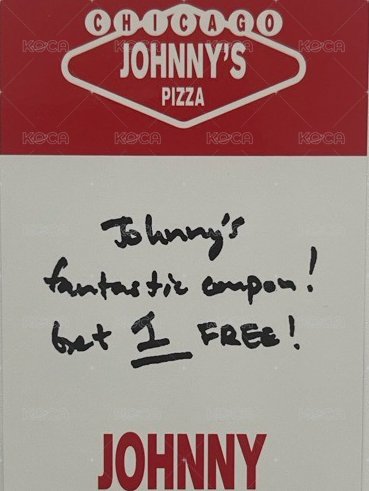 CHICAGO
JOHNNY'S
PIZZA
Johnny's
fantastic coupon!
Get 1 FREE!
JOHNNY